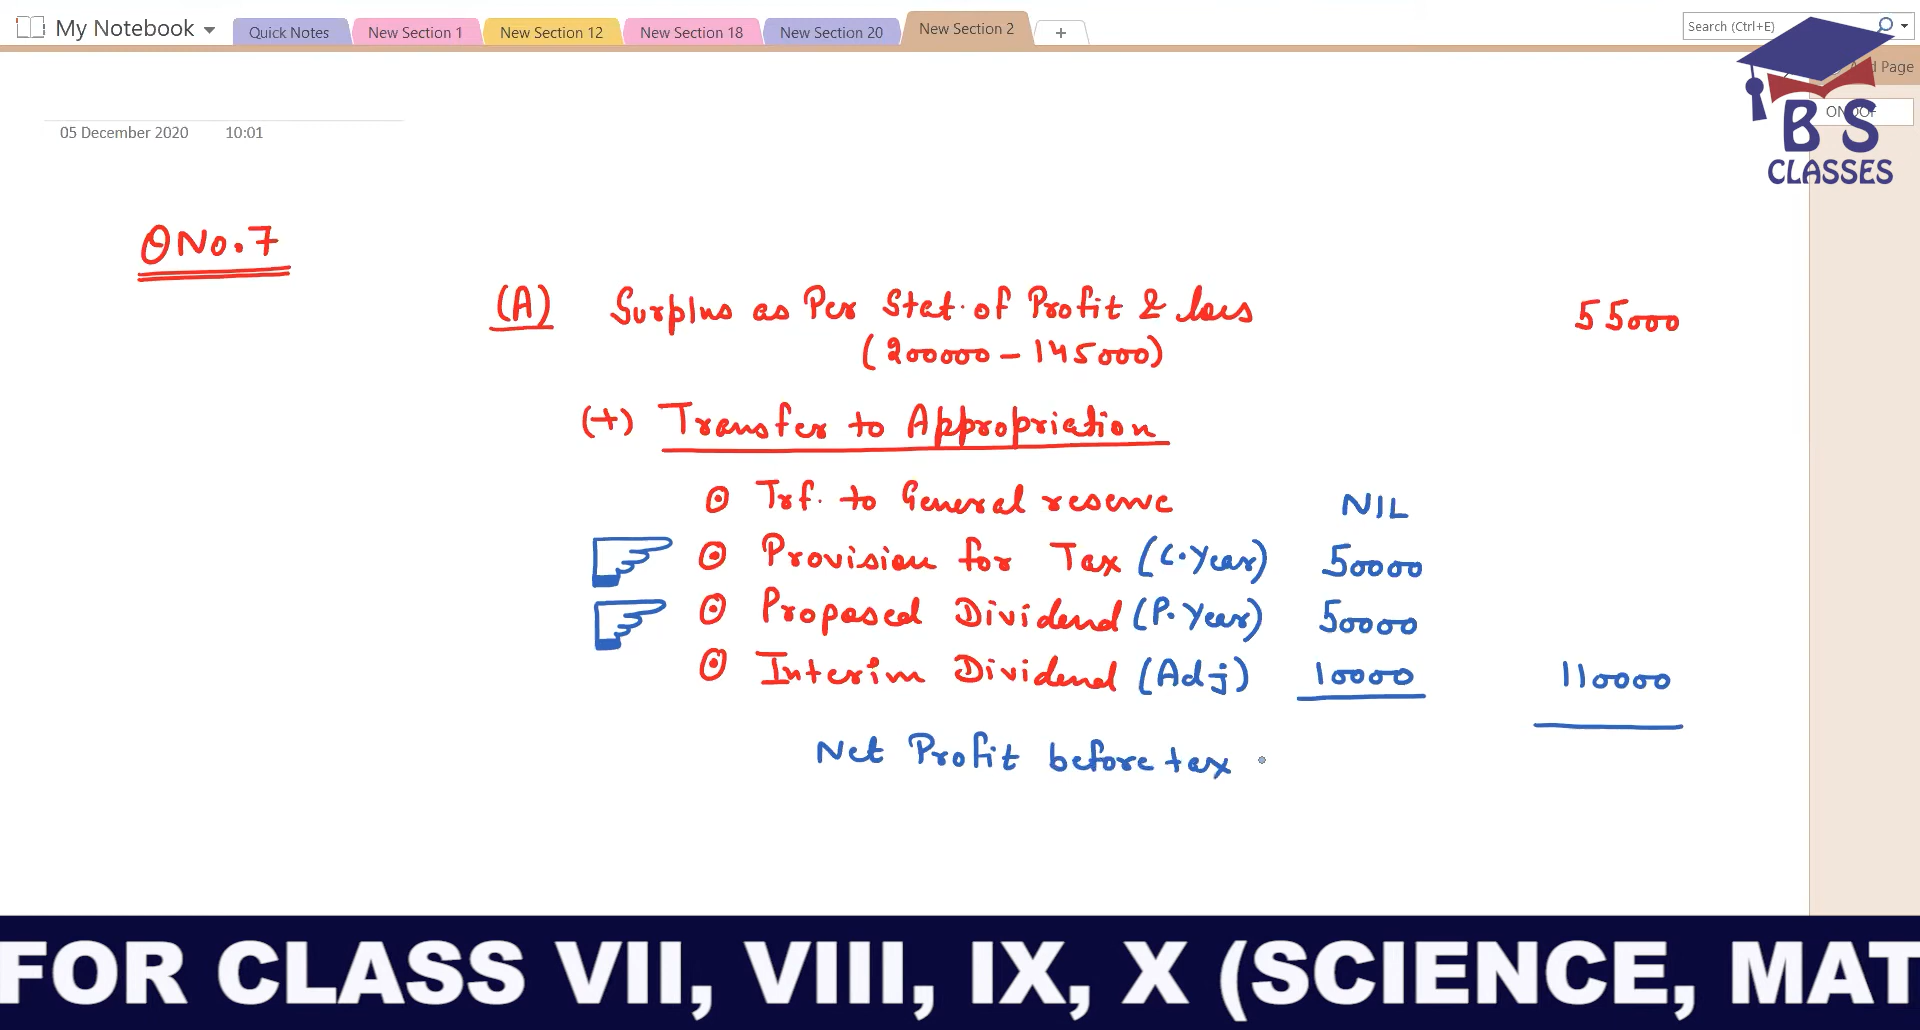 My Notebook Quick Notes New Section 1 New Section 12 New Section 18 New Section 20 New Section 2 + Search (Ctrl+E)
d Page
05 December 2020 10:01
B S
CLASSES
QNo.7
(A) Surplus as Per Stat. of Profit & loss 55000
(200000 - 145000)
(+) Transfer to Appropriation
Trf. to General reserve NIL
Provision for Tax (C.Year) 50000
Proposed Dividend (P.Year) 50000
Interim Dividend (Adj) 10000 110000
Net Profit before tax
FOR CLASS VII, VIII, IX, X (SCIENCE, MAT